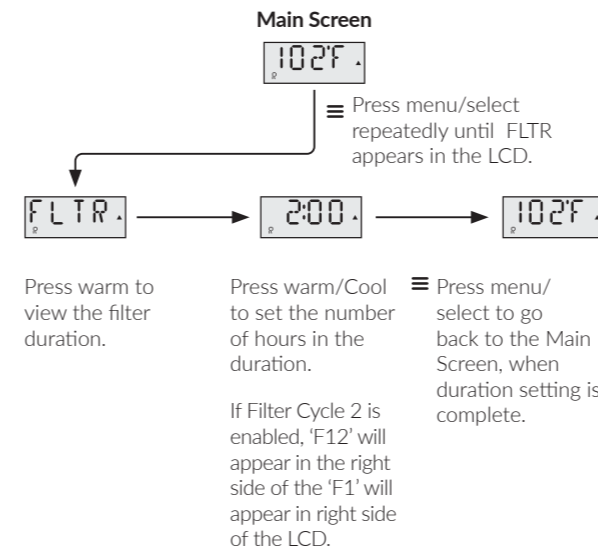 Main Screen
102°F
R
≡ Press menu/select
repeatedly until FLTR
appears in the LCD.
FLTR
R
2:00
R
102°F
R
Press warm to
view the filter
duration.
Press warm/Cool
to set the number
of hours in the
duration.
If Filter Cycle 2 is
enabled, ‘F12’ will
appear in the right
side of the ‘F1’ will
appear in right side
of the LCD.
≡ Press menu/
select to go
back to the Main
Screen, when
duration setting is
complete.